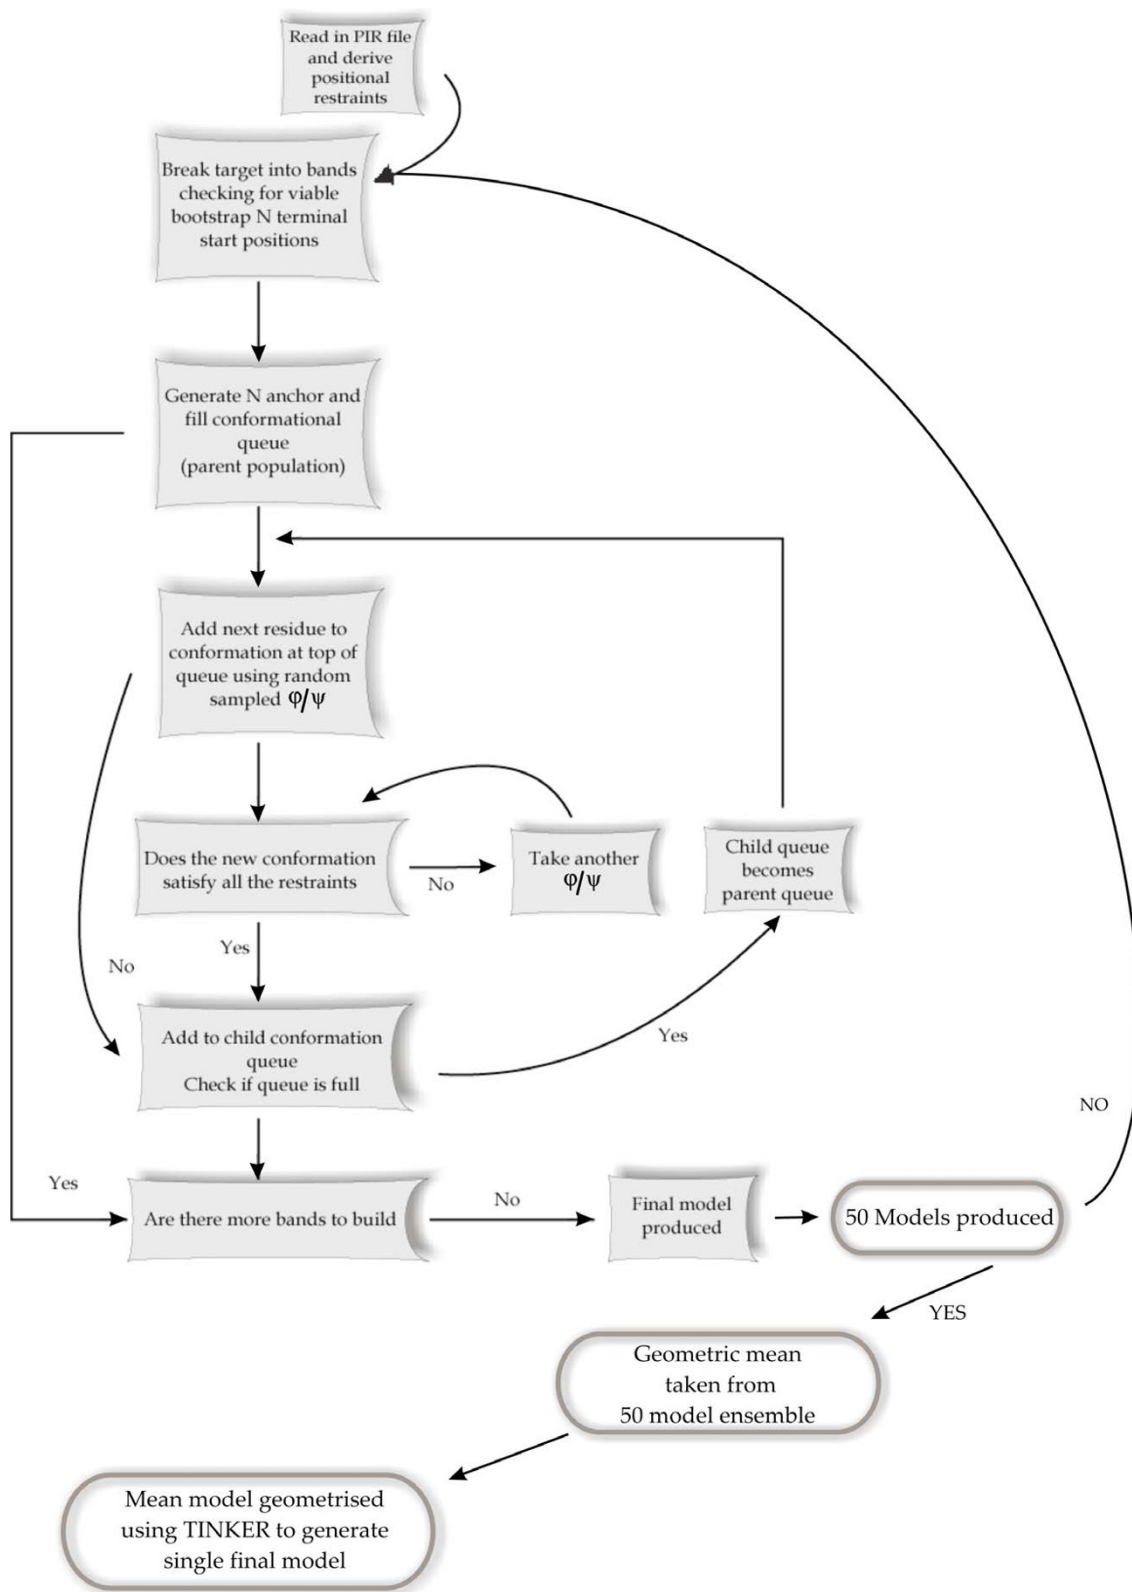 Read in PIR file
and derive
positional
restraints
Break target into bands
checking for viable
bootstrap N terminal
start positions
Generate N anchor and
fill conformational
queue
(parent population)
Add next residue to
conformation at top of
queue using random
sampled φ/ψ
Does the new conformation
satisfy all the restraints
No
Take another
φ/ψ
Child queue
becomes
parent queue
Yes
No
Add to child conformation
queue
Check if queue is full
Yes
NO
Yes
Are there more bands to build
No
Final model
produced
50 Models produced
YES
Geometric mean
taken from
50 model ensemble
Mean model geometrised
using TINKER to generate
single final model